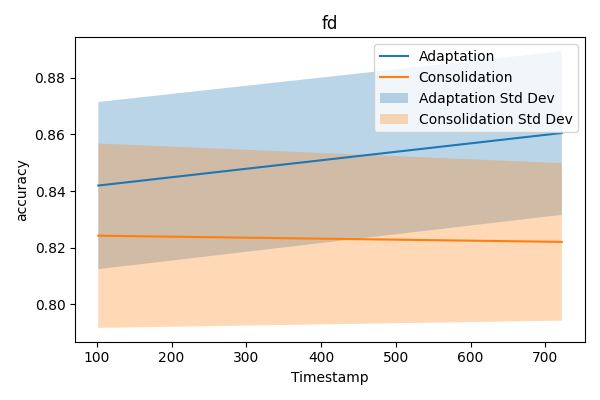 fd
Adaptation
Consolidation
Adaptation Std Dev
Consolidation Std Dev
accuracy
0.88
0.86
0.84
0.82
0.80
100 200 300 400 500 600 700
Timestamp